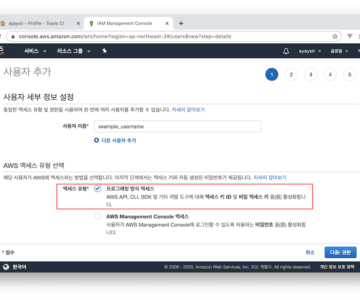 ayaysir - Profile - Travis CI
IAM Management Console
console.aws.amazon.com/iam/home?region=ap-northeast-2#/users$new?step=details
서비스
리소스 그룹
ayaysir
글로벌
사용자 추가
1 2 3 4 5
사용자 세부 정보 설정
동일한 액세스 유형 및 권한을 사용하여 한 번에 여러 사용자를 추가할 수 있습니다. 자세히 알아보기
사용자 이름*
example_username
다른 사용자 추가
AWS 액세스 유형 선택
해당 사용자가 AWS에 액세스하는 방법을 선택합니다. 마지막 단계에서는 액세스 키와 자동 생성된 비밀번호가 제공됩니다. 자세히 알아보기
액세스 유형*
프로그래밍 방식 액세스
AWS API, CLI, SDK 및 기타 개발 도구에 대해 액세스 키 ID 및 비밀 액세스 키 을(를) 활성화합니다.
AWS Management Console 액세스
사용자가 AWS Management Console에 로그인할 수 있도록 허용하는 비밀번호 을(를) 활성화합니다.
* 필수
취소
다음: 권한
한국어
© 2008 - 2020, Amazon Web Services, Inc. 또는 계열사. All rights reserved.
개인 정보 보호 정책